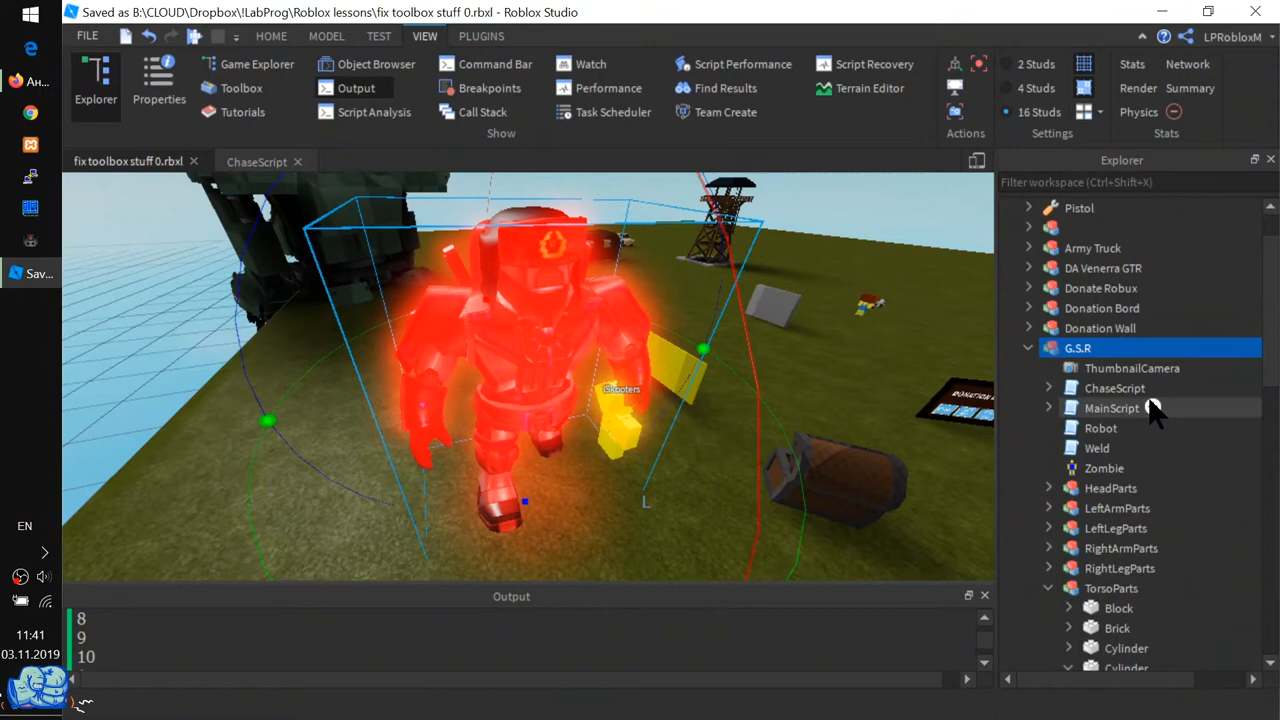 Saved as B:\CLOUD\Dropbox\!LabProg\Roblox lessons\fix toolbox stuff 0.rbxl - Roblox Studio
FILE HOME MODEL TEST VIEW PLUGINS LPRobloxM
Explorer
Properties
Game Explorer
Toolbox
Tutorials
Object Browser
Output
Script Analysis
Command Bar
Breakpoints
Call Stack
Watch
Performance
Task Scheduler
Script Performance
Find Results
Team Create
Script Recovery
Terrain Editor
Show
Actions
2 Studs
4 Studs
16 Studs
Settings
Stats Network
Render Summary
Physics
Stats
fix toolbox stuff 0.rbxl
ChaseScript
Explorer
Filter workspace (Ctrl+Shift+X)
Pistol
Army Truck
DA Venerra GTR
Donate Robux
Donation Bord
Donation Wall
G.S.R
ThumbnailCamera
ChaseScript
MainScript
Robot
Weld
Zombie
HeadParts
LeftArmParts
LeftLegParts
RightArmParts
RightLegParts
TorsoParts
Block
Brick
Cylinder
Cylinder
iSkooters
L
Output
8
9
10
Ан...
Sav...
EN
11:41
03.11.2019